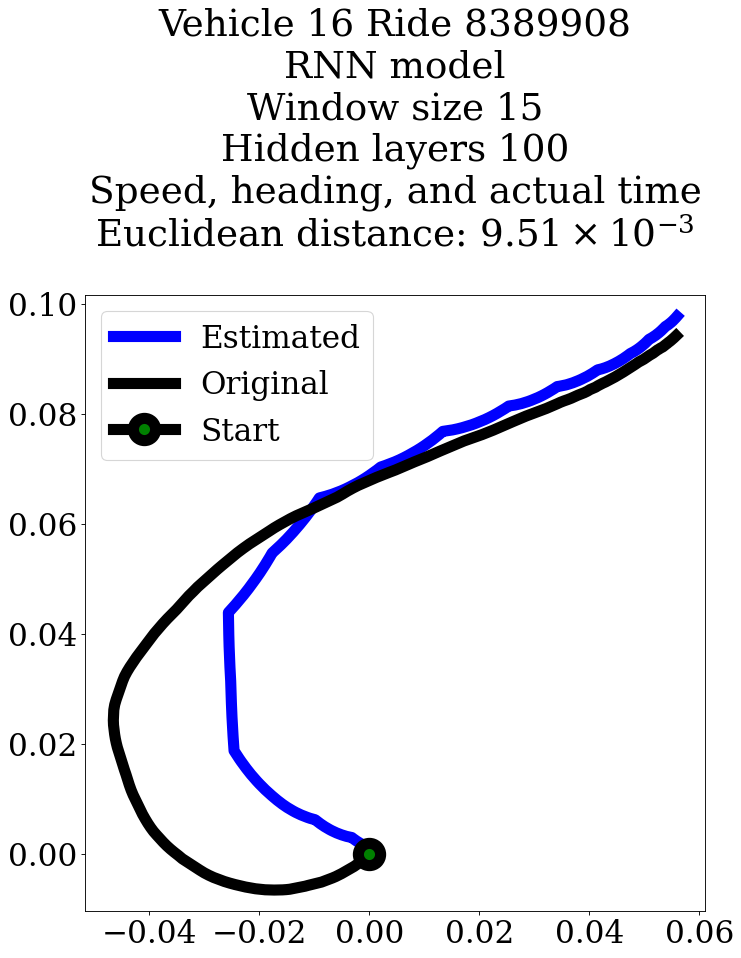 Vehicle 16 Ride 8389908
RNN model
Window size 15
Hidden layers 100
Speed, heading, and actual time
Euclidean distance: 9.51 × 10⁻³
0.10
0.08
0.06
0.04
0.02
0.00
Estimated
Original
Start
−0.04 −0.02 0.00 0.02 0.04 0.06